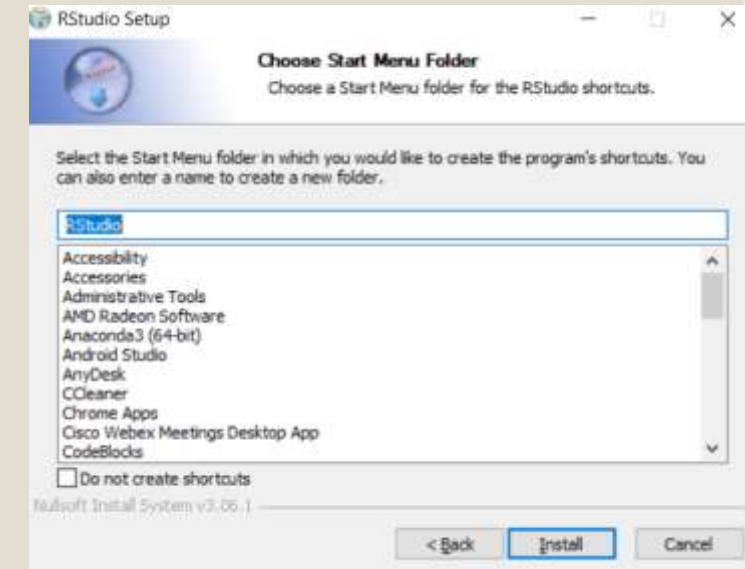 RStudio Setup
Choose Start Menu Folder
Choose a Start Menu folder for the RStudio shortcuts.
Select the Start Menu folder in which you would like to create the program's shortcuts. You
can also enter a name to create a new folder.
RStudio
Accessibility
Accessories
Administrative Tools
AMD Radeon Software
Anaconda3 (64-bit)
Android Studio
AnyDesk
CCleaner
Chrome Apps
Cisco Webex Meetings Desktop App
CodeBlocks
Do not create shortcuts
Nullsoft Install System v3.06.1
< Back Install Cancel